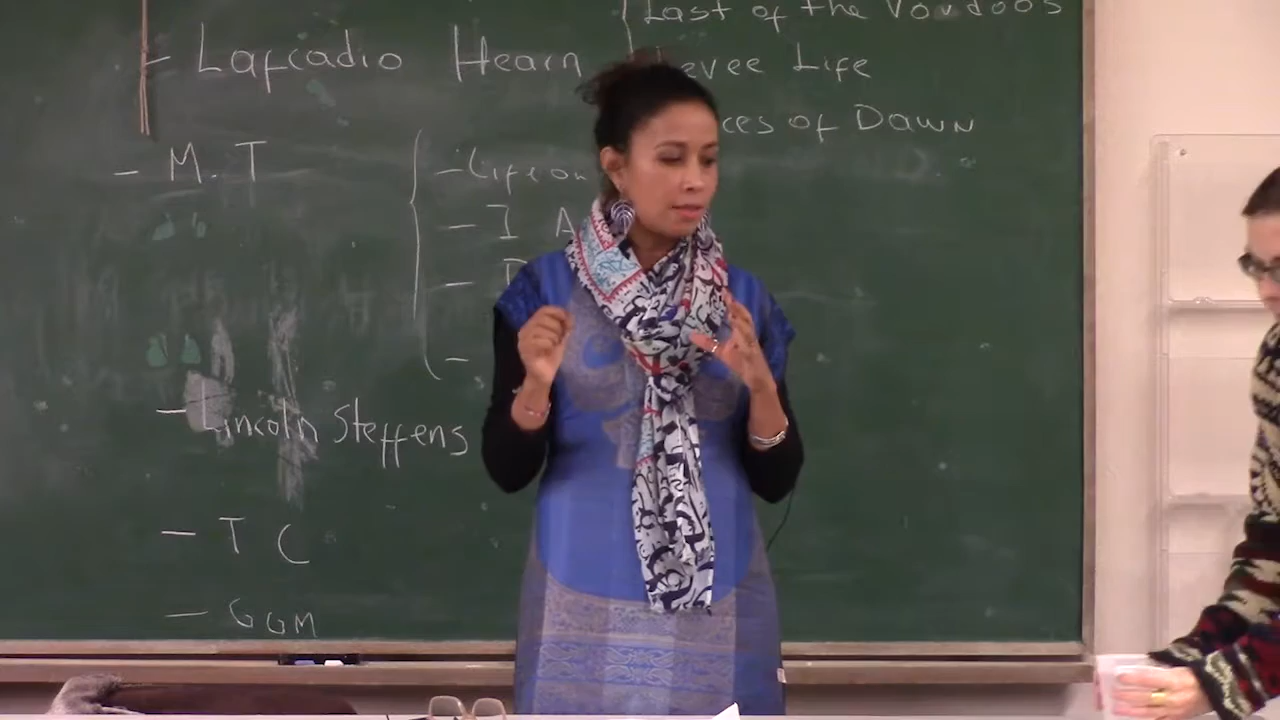 Last of the Voudoos
- Lafcadio Hearn
Levee Life
ces of Dawn
- M.T
- Life on
- I A
-
-
- Lincoln Steffens
- T C
- GGM